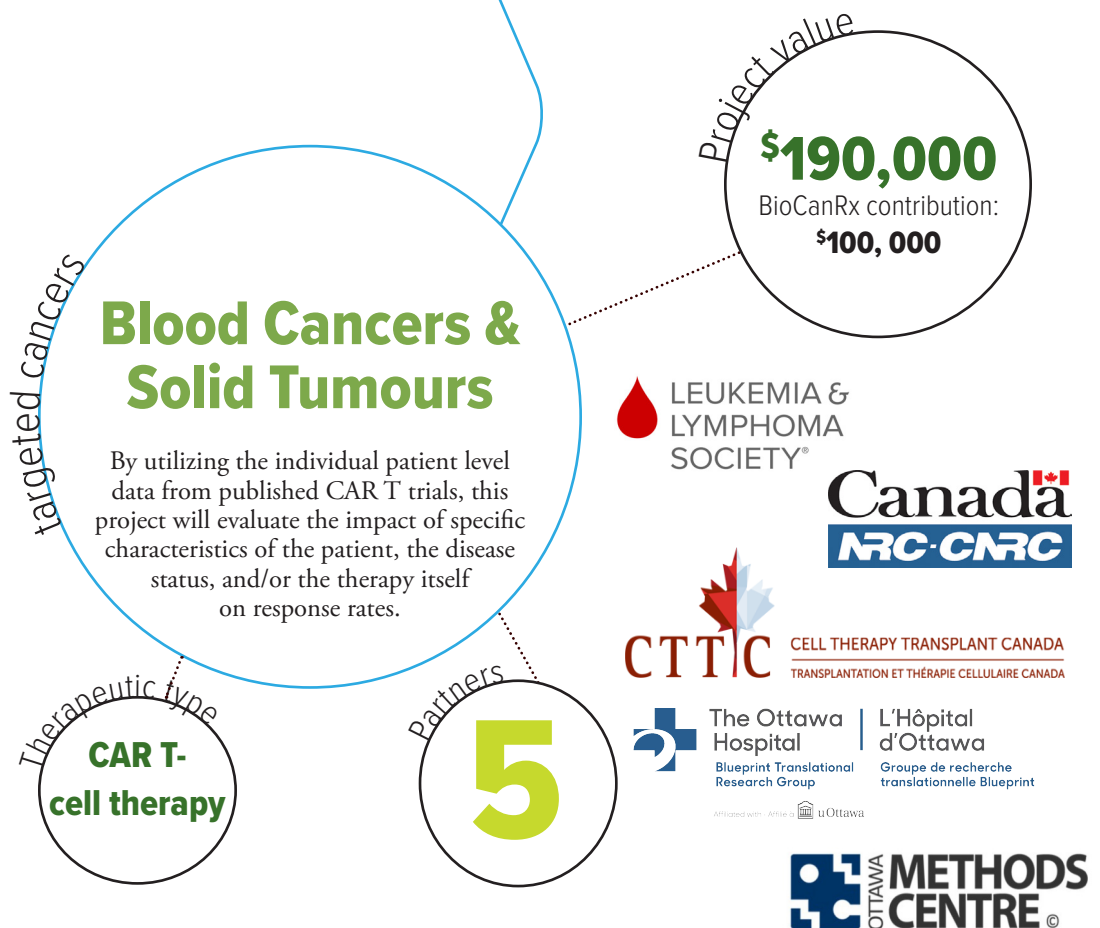 Project value
$190,000
BioCanRx contribution:
$100, 000
targeted cancers
Blood Cancers &
Solid Tumours
By utilizing the individual patient level
data from published CAR T trials, this
project will evaluate the impact of specific
characteristics of the patient, the disease
status, and/or the therapy itself
on response rates.
Therapeutic type
CAR T-
cell therapy
Partners
5
LEUKEMIA &
LYMPHOMA
SOCIETY®
Canada
NRC·CNRC
CTTC
CELL THERAPY TRANSPLANT CANADA
TRANSPLANTATION ET THÉRAPIE CELLULAIRE CANADA
The Ottawa
Hospital
Blueprint Translational
Research Group
L'Hôpital
d'Ottawa
Groupe de recherche
translationnelle Blueprint
Affiliated with · Affilié à uOttawa
OTTAWA
METHODS
CENTRE ©